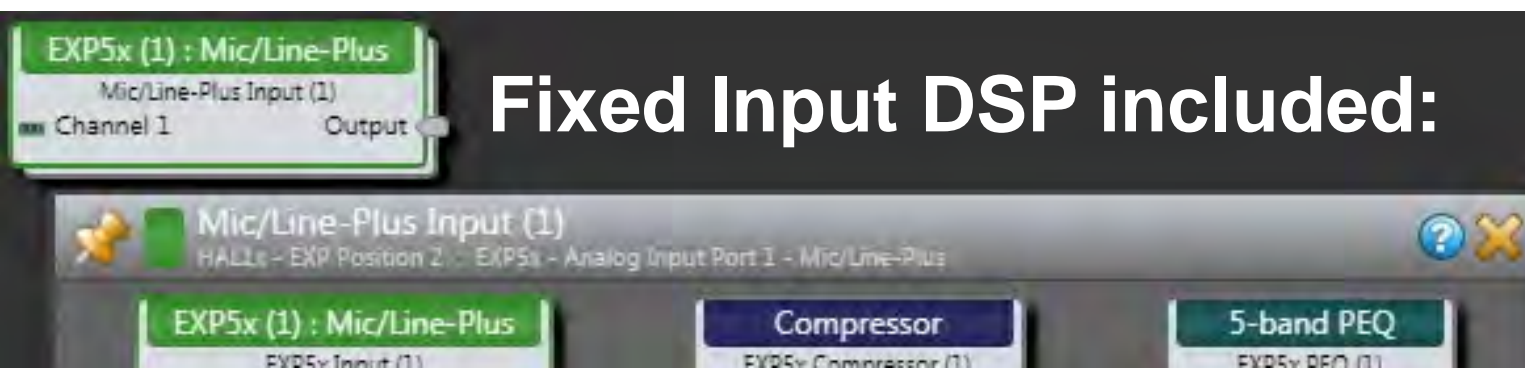 EXP5x (1) : Mic/Line-Plus
Mic/Line-Plus Input (1)
Channel 1 Output
Fixed Input DSP included:
Mic/Line-Plus Input (1)
HALLs - EXP Position 2 : EXP5x - Analog Input Port 1 - Mic/Line-Plus
EXP5x (1) : Mic/Line-Plus Compressor 5-band PEQ
EXP5x Input (1) EXP5x Compressor (1) EXP5x PEQ (1)